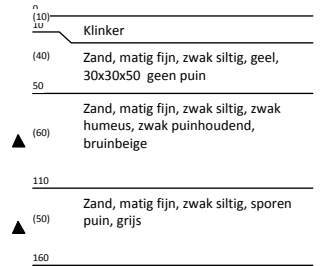 0
(10)
10 Klinker
(40) Zand, matig fijn, zwak siltig, geel,
30x30x50 geen puin
50
Zand, matig fijn, zwak siltig, zwak
(60) humeus, zwak puinhoudend,
bruinbeige
110
Zand, matig fijn, zwak siltig, sporen
(50) puin, grijs
160